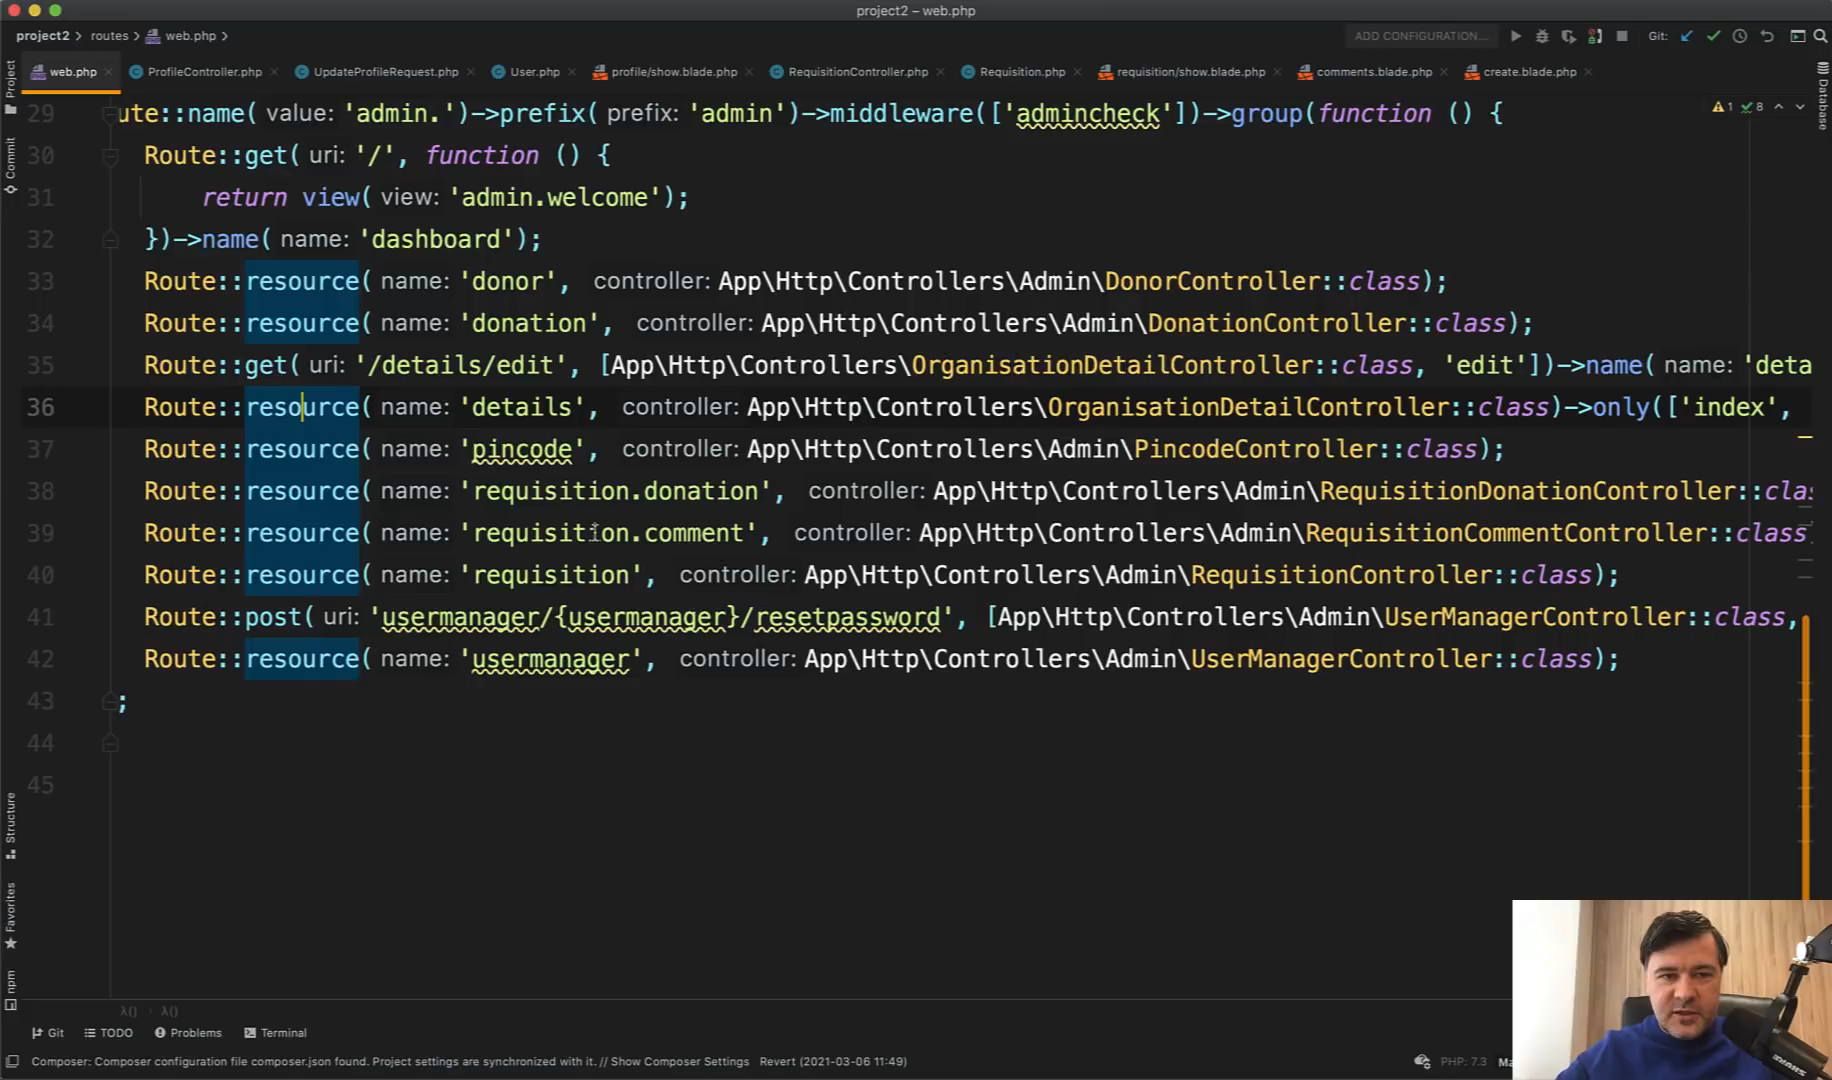 project2 – web.php
project2 > routes > web.php >
ADD CONFIGURATION...
Git:
web.php
ProfileController.php
UpdateProfileRequest.php
User.php
profile/show.blade.php
RequisitionController.php
Requisition.php
requisition/show.blade.php
comments.blade.php
create.blade.php
Project
Commit
Structure
Favorites
npm
Database
1 8
29 ute::name( value: 'admin.')->prefix( prefix: 'admin')->middleware(['admincheck'])->group(function () {
30 Route::get( uri: '/', function () {
31 return view( view: 'admin.welcome');
32 })->name( name: 'dashboard');
33 Route::resource( name: 'donor', controller: App\Http\Controllers\Admin\DonorController::class);
34 Route::resource( name: 'donation', controller: App\Http\Controllers\Admin\DonationController::class);
35 Route::get( uri: '/details/edit', [App\Http\Controllers\OrganisationDetailController::class, 'edit'])->name( name: 'deta
36 Route::resource( name: 'details', controller: App\Http\Controllers\OrganisationDetailController::class)->only(['index',
37 Route::resource( name: 'pincode', controller: App\Http\Controllers\Admin\PincodeController::class);
38 Route::resource( name: 'requisition.donation', controller: App\Http\Controllers\Admin\RequisitionDonationController::clas
39 Route::resource( name: 'requisition.comment', controller: App\Http\Controllers\Admin\RequisitionCommentController::class
40 Route::resource( name: 'requisition', controller: App\Http\Controllers\Admin\RequisitionController::class);
41 Route::post( uri: 'usermanager/{usermanager}/resetpassword', [App\Http\Controllers\Admin\UserManagerController::class,
42 Route::resource( name: 'usermanager', controller: App\Http\Controllers\Admin\UserManagerController::class);
43 ;
44
45
λ() › λ()
Git
TODO
Problems
Terminal
Composer: Composer configuration file composer.json found. Project settings are synchronized with it. // Show Composer Settings Revert (2021-03-06 11:49)
PHP: 7.3